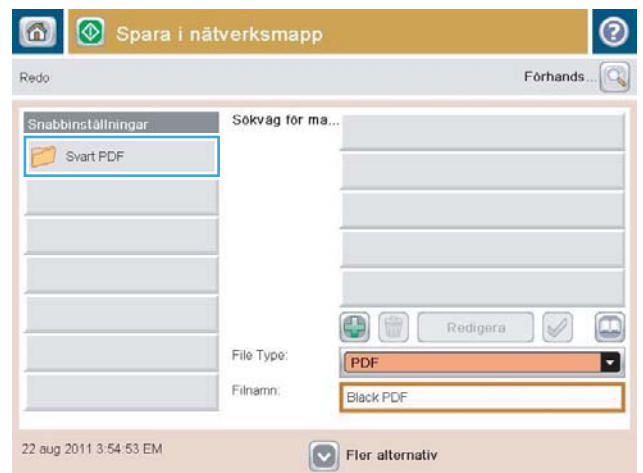 Spara i nätverksmapp
Redo
Förhands...
Snabbinställningar
Sökväg för ma...
Svart PDF
Redigera
File Type:
PDF
Filnamn:
Black PDF
22 aug 2011 3:54:53 EM
Fler alternativ